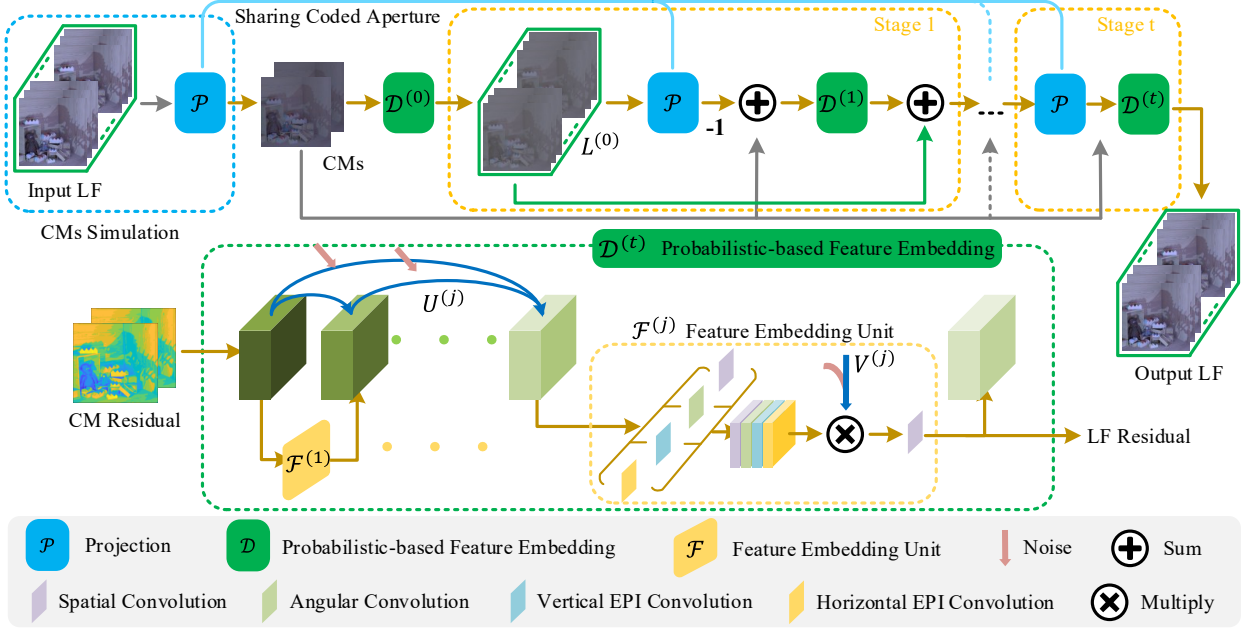 Sharing Coded Aperture
Stage 1
Stage t
𝒫
𝒟^(0)
𝒫
-1
𝒟^(1)
...
𝒫
𝒟^(t)
L^(0)
CMs
Input LF
CMs Simulation
𝒟^(t) Probabilistic-based Feature Embedding
U^(j)
ℱ^(j) Feature Embedding Unit
V^(j)
Output LF
CM Residual
ℱ^(1)
LF Residual
𝒫 Projection
𝒟 Probabilistic-based Feature Embedding
ℱ Feature Embedding Unit
Noise
Sum
Spatial Convolution
Angular Convolution
Vertical EPI Convolution
Horizontal EPI Convolution
Multiply